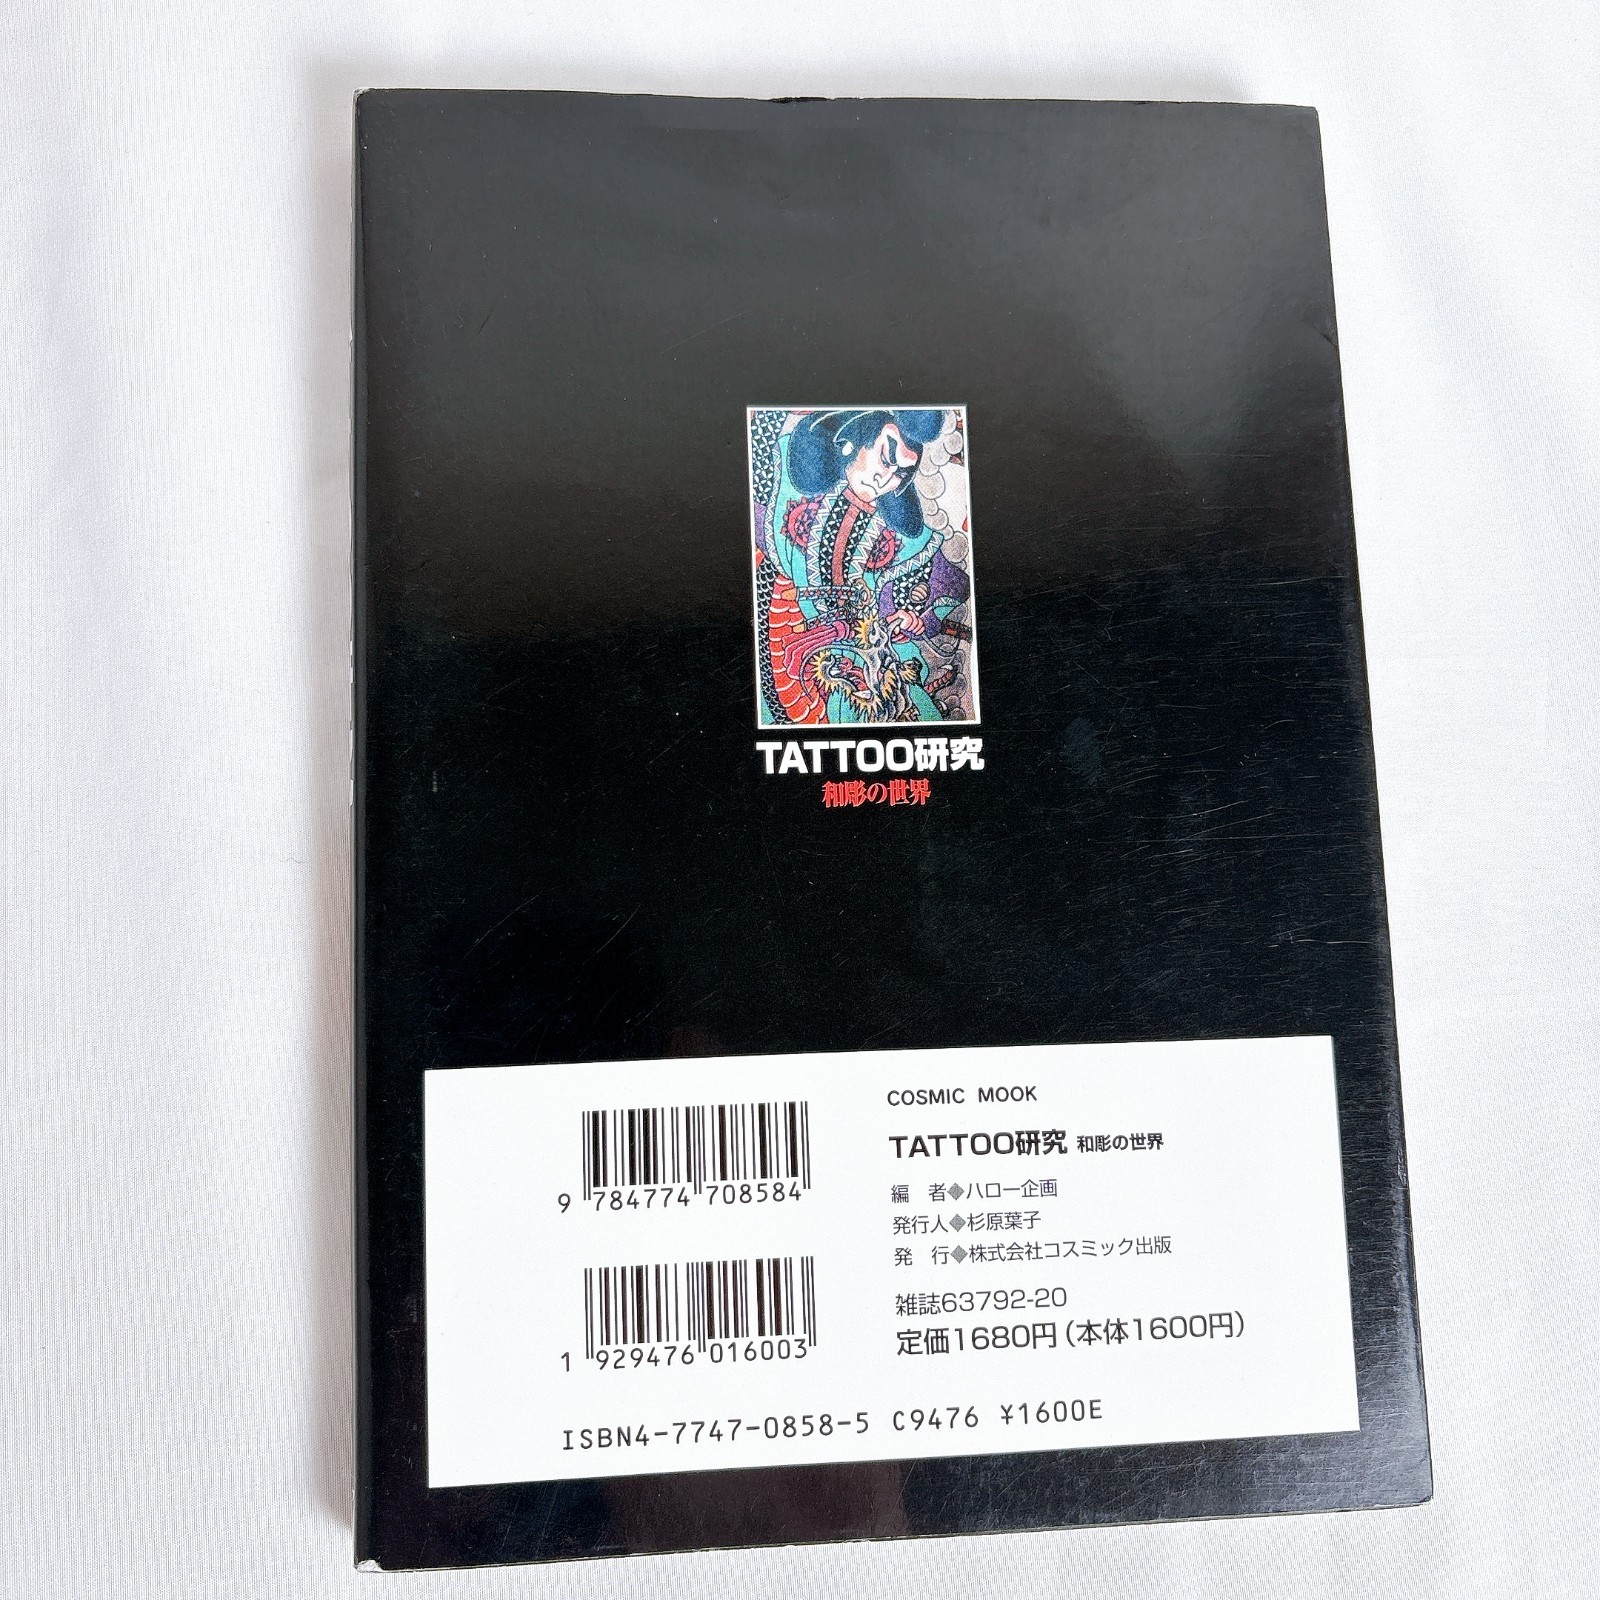 TATTOO研究
和彫の世界
COSMIC MOOK
TATTOO研究 和彫の世界
編 者◆ハロー企画
発行人◆杉原葉子
発 行◆株式会社コスミック出版
雑誌63792-20
定価1680円(本体1600円)
9 784774 708584
1 929476 016003
ISBN4-7747-0858-5 C9476 ¥1600E